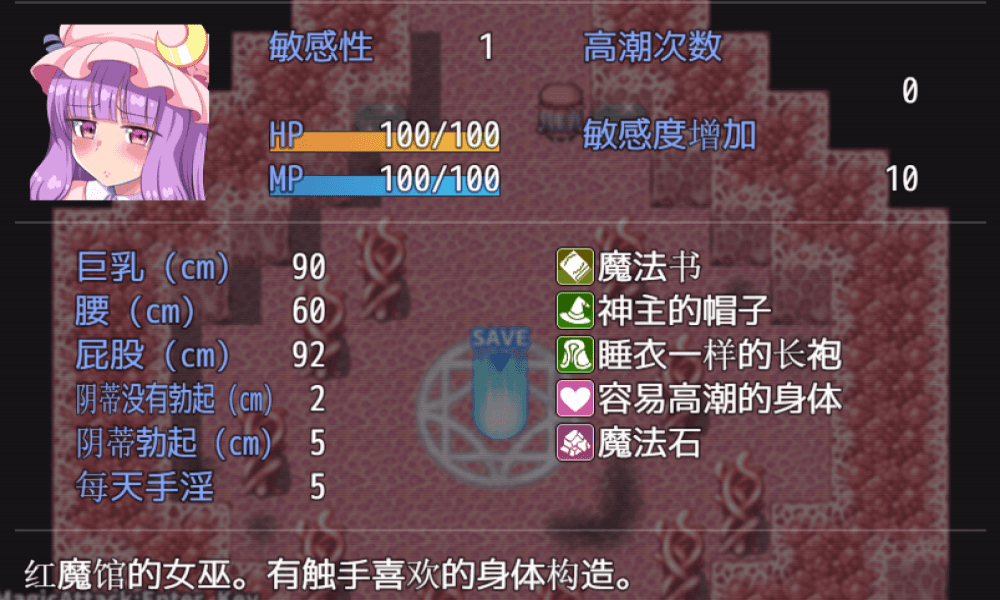 敏感性 1 高潮次数
0
HP 100/100 敏感度增加
MP 100/100 10
巨乳（cm） 90 魔法书
腰（cm） 60 神主的帽子
屁股（cm） 92 睡衣一样的长袍
阴蒂没有勃起（cm） 2 容易高潮的身体
阴蒂勃起（cm） 5 魔法石
每天手淫 5
SAVE
红魔馆的女巫。有触手喜欢的身体构造。